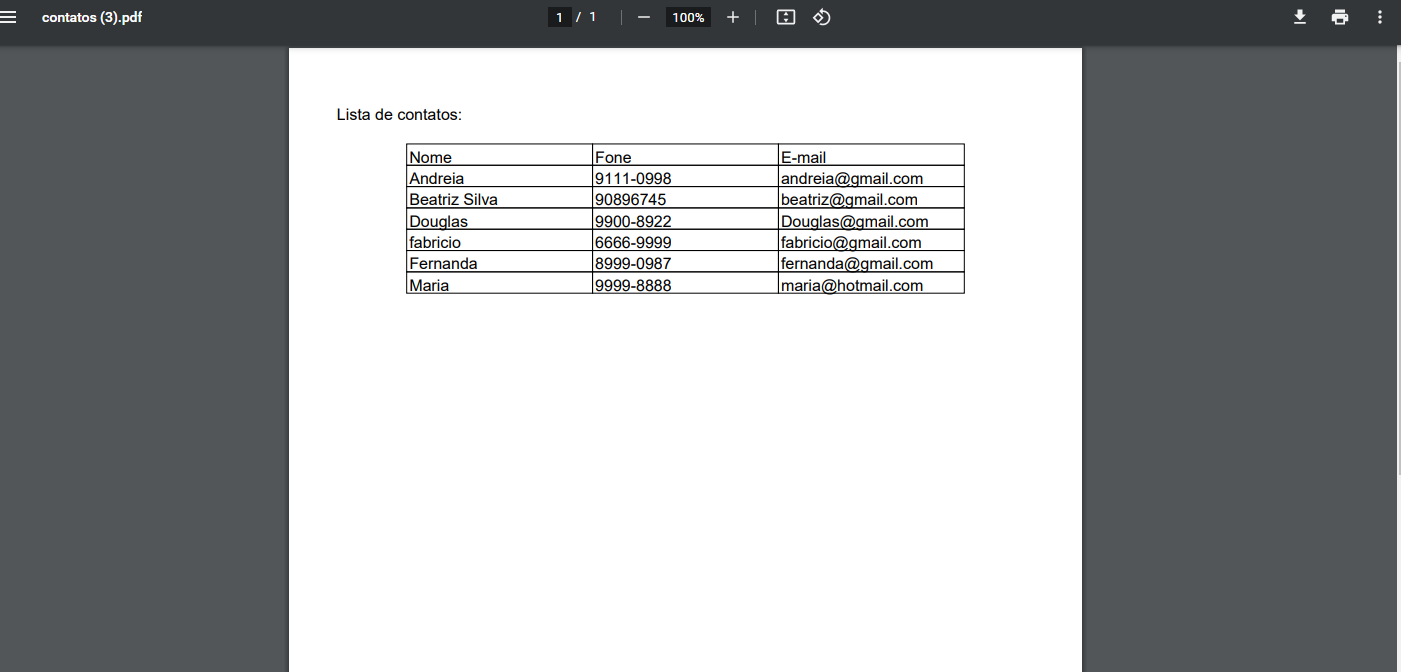 contatos (3).pdf 1 / 1 100%
Lista de contatos:
Nome Fone E-mail
Andreia 9111-0998 andreia@gmail.com
Beatriz Silva 90896745 beatriz@gmail.com
Douglas 9900-8922 Douglas@gmail.com
fabricio 6666-9999 fabricio@gmail.com
Fernanda 8999-0987 fernanda@gmail.com
Maria 9999-8888 maria@hotmail.com